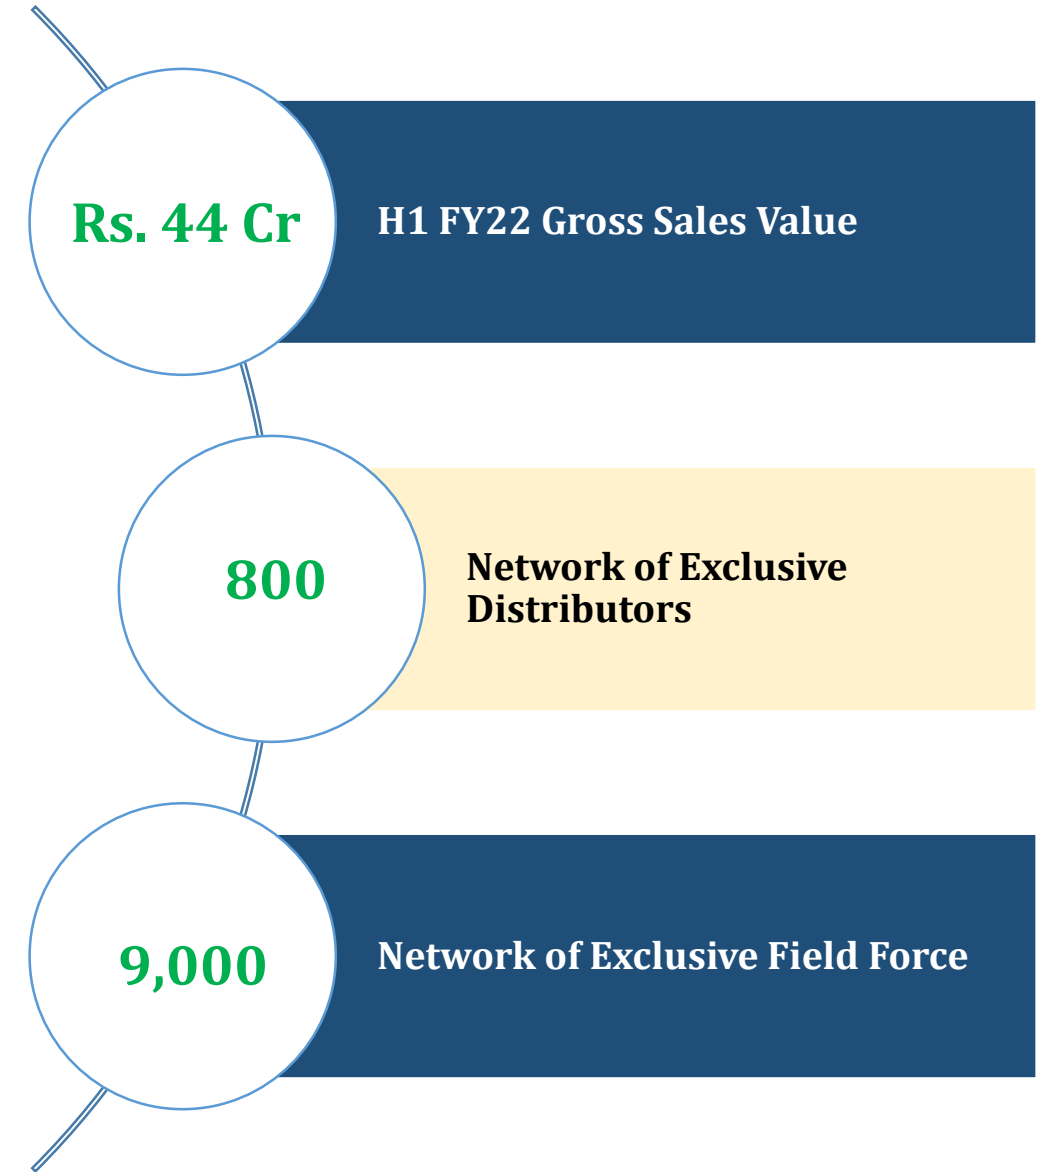 Rs. 44 Cr
H1 FY22 Gross Sales Value
800
Network of Exclusive
Distributors
9,000
Network of Exclusive Field Force